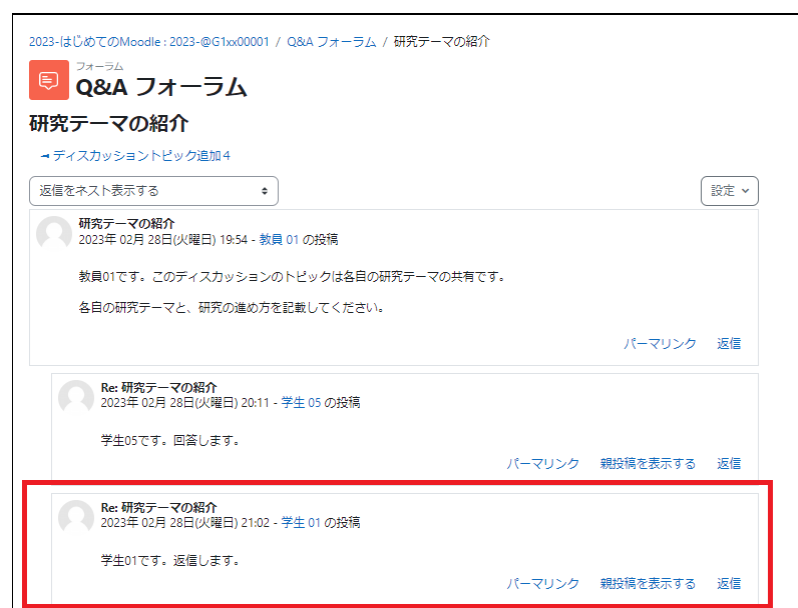 2023-はじめてのMoodle : 2023-@G1xx00001 / Q&A フォーラム / 研究テーマの紹介
フォーラム
Q&A フォーラム
研究テーマの紹介
◄ ディスカッショントピック追加４
返信をネスト表示する
設定
研究テーマの紹介
2023年 02月 28日(火曜日) 19:54 - 教員 01 の投稿
教員01です。このディスカッションのトピックは各自の研究テーマの共有です。
各自の研究テーマと、研究の進め方を記載してください。
パーマリンク 返信
Re: 研究テーマの紹介
2023年 02月 28日(火曜日) 20:11 - 学生 05 の投稿
学生05です。回答します。
パーマリンク 親投稿を表示する 返信
Re: 研究テーマの紹介
2023年 02月 28日(火曜日) 21:02 - 学生 01 の投稿
学生01です。返信します。
パーマリンク 親投稿を表示する 返信